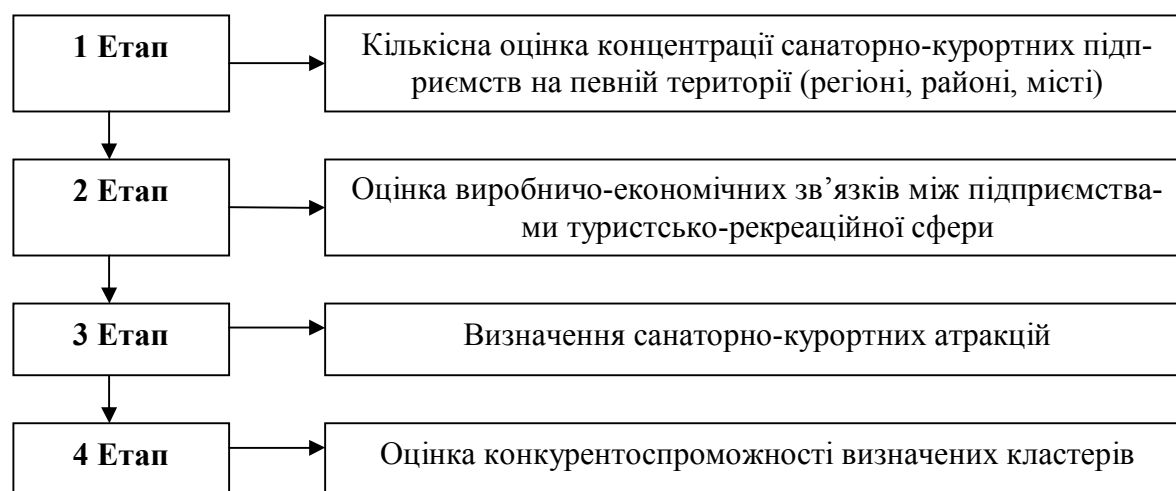 1 Етап
Кількісна оцінка концентрації санаторно-курортних підп-
риємств на певній території (регіоні, районі, місті)
2 Етап
Оцінка виробничо-економічних зв’язків між підприємства-
ми туристсько-рекреаційної сфери
3 Етап
Визначення санаторно-курортних атракцій
4 Етап
Оцінка конкурентоспроможності визначених кластерів